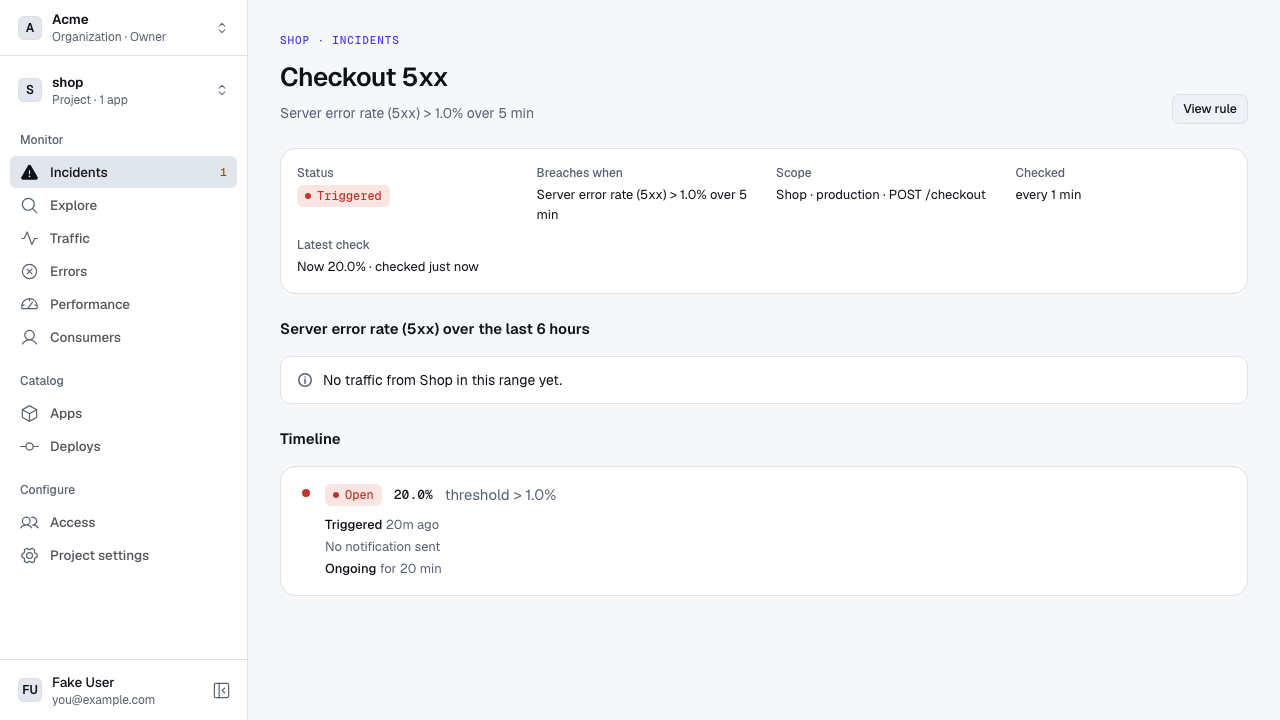 A
Acme
Organization · Owner
S
shop
Project · 1 app
Monitor
Incidents
1
Explore
Traffic
Errors
Performance
Consumers
Catalog
Apps
Deploys
Configure
Access
Project settings
FU
Fake User
you@example.com
SHOP · INCIDENTS
Checkout 5xx
Server error rate (5xx) > 1.0% over 5 min
View rule
Status
Triggered
Breaches when
Server error rate (5xx) > 1.0% over 5
min
Scope
Shop · production · POST /checkout
Checked
every 1 min
Latest check
Now 20.0% · checked just now
Server error rate (5xx) over the last 6 hours
No traffic from Shop in this range yet.
Timeline
Open 20.0% threshold > 1.0%
Triggered 20m ago
No notification sent
Ongoing for 20 min